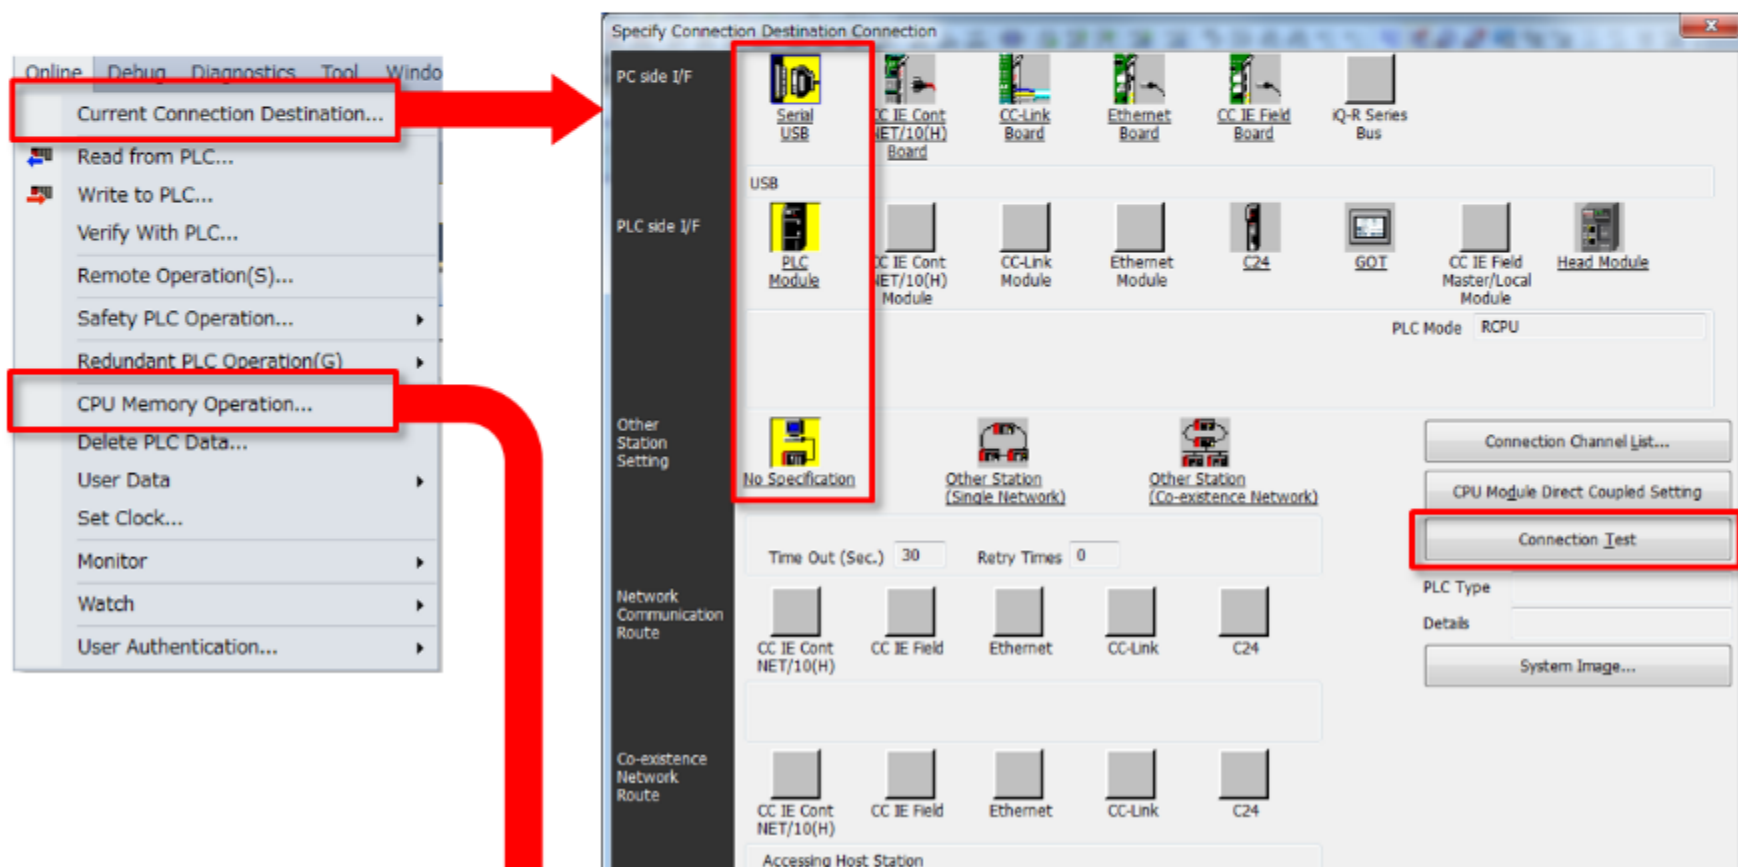 Online Debug Diagnostics Tool Windo
Current Connection Destination...
Read from PLC...
Write to PLC...
Verify With PLC...
Remote Operation(S)...
Safety PLC Operation...
Redundant PLC Operation(G)
CPU Memory Operation...
Delete PLC Data...
User Data
Set Clock...
Monitor
Watch
User Authentication...
Specify Connection Destination Connection
PC side I/F
Serial
USB
CC IE Cont
NET/10(H)
Board
CC-Link
Board
Ethernet
Board
CC IE Field
Board
iQ-R Series
Bus
USB
PLC side I/F
PLC
Module
CC IE Cont
NET/10(H)
Module
CC-Link
Module
Ethernet
Module
C24
GOT
CC IE Field
Master/Local
Module
Head Module
PLC Mode RCPU
Other
Station
Setting
No Specification
Other Station
(Single Network)
Other Station
(Co-existence Network)
Connection Channel List...
CPU Module Direct Coupled Setting
Connection Test
Time Out (Sec.) 30 Retry Times 0
PLC Type
Details
System Image...
Network
Communication
Route
CC IE Cont
NET/10(H)
CC IE Field
Ethernet
CC-Link
C24
Co-existence
Network
Route
CC IE Cont
NET/10(H)
CC IE Field
Ethernet
CC-Link
C24
Accessing Host Station